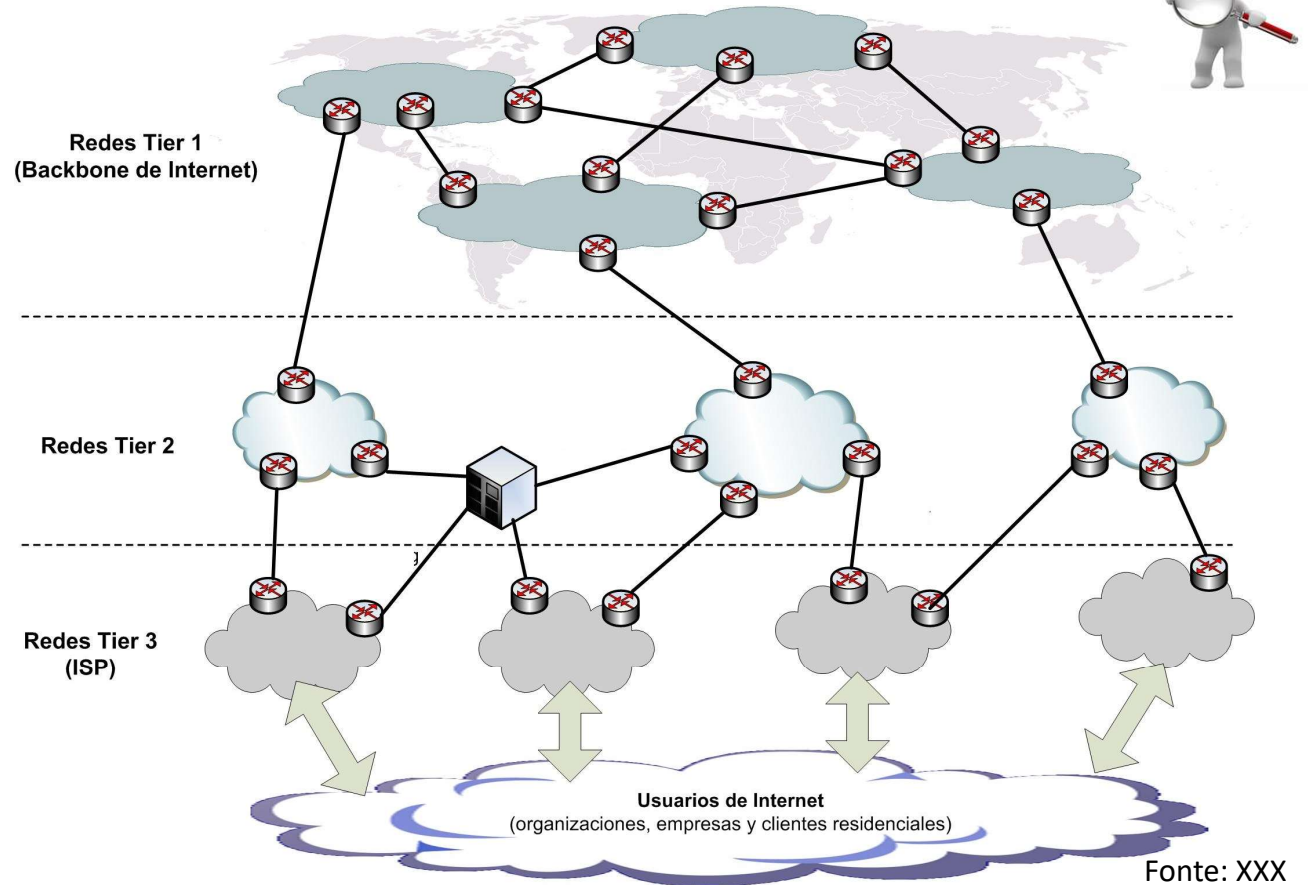 Redes Tier 1
(Backbone de Internet)
Redes Tier 2
g
Redes Tier 3
(ISP)
Usuarios de Internet
(organizaciones, empresas y clientes residenciales)
Fonte: XXX